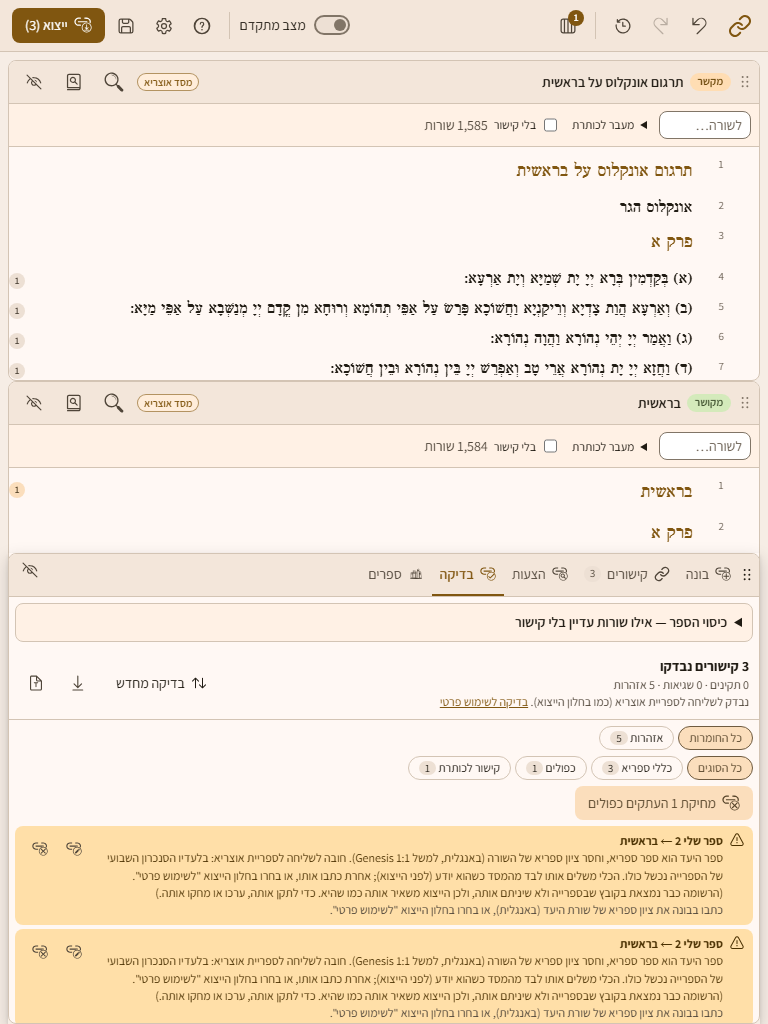 ייצוא (3)
מצב מתקדם
1
מקשר
תרגום אונקלוס על בראשית
מסד אוצריא
לשורה...
מעבר לכותרת
בלי קישור
1,585 שורות
1 תרגום אונקלוס על בראשית
2 אונקלוס הגר
3 פרק א
4 (א) בְּקַדְמִין בְּרָא יְיָ יָת שְׁמַיָּא וְיָת אַרְעָא: 1
5 (ב) וְאַרְעָא הֲוַת צָדְיָא וְרֵיקַנְיָא וַחֲשׁוֹכָא פָּרֵשׂ עַל אַפֵּי תְהוֹמָא וְרוּחָא מִן קֳדָם יְיָ מְנַשְּׁבָא עַל אַפֵּי מַיָּא: 1
6 (ג) וַאֲמַר יְיָ יְהֵי נְהוֹרָא וַהֲוָה נְהוֹרָא: 1
7 (ד) וַחֲזָא יְיָ יָת נְהוֹרָא אֲרֵי טָב וְאַפְרֵשׁ יְיָ בֵּין נְהוֹרָא וּבֵין חֲשׁוֹכָא: 1
מקושר
בראשית
מסד אוצריא
לשורה...
מעבר לכותרת
בלי קישור
1,584 שורות
1 בראשית 1
2 פרק א
בונה
קישורים 3
הצעות
בדיקה
ספרים
כיסוי הספר — אילו שורות עדיין בלי קישור
3 קישורים נבדקו
0 תקינים · 0 שגיאות · 5 אזהרות
נבדק לשליחה לספריית אוצריא (כמו בחלון הייצוא). בדיקה לשימוש פרטי
בדיקה מחדש
כל החומרות
אזהרות 5
כל הסוגים
כללי ספריא 3
כפולים 1
קישור לכותרת 1
מחיקת 1 העתקים כפולים
ספר שלי 2 ← בראשית
ספר היעד הוא ספר ספריא, וחסר ציון ספריא של השורה (באנגלית, למשל Genesis 1:1). חובה לשליחה לספריית אוצריא: בלעדיו הסנכרון השבועי
של הספרייה נכשל כולו. הכלי משלים אותו לבד מהמסד כשהוא יודע (לפני הייצוא); אחרת כתבו אותו, או בחרו בחלון הייצוא "לשימוש פרטי".
(הרשומה כבר נמצאת בקובץ שבספרייה ולא שיניתם אותה, ולכן הייצוא משאיר אותה כמו שהיא. כדי לתקן אותה, ערכו או מחקו אותה.)
כתבו בבונה את ציון ספריא של שורת היעד (באנגלית), או בחרו בחלון הייצוא "לשימוש פרטי".
ספר שלי 2 ← בראשית
ספר היעד הוא ספר ספריא, וחסר ציון ספריא של השורה (באנגלית, למשל Genesis 1:1). חובה לשליחה לספריית אוצריא: בלעדיו הסנכרון השבועי
של הספרייה נכשל כולו. הכלי משלים אותו לבד מהמסד כשהוא יודע (לפני הייצוא); אחרת כתבו אותו, או בחרו בחלון הייצוא "לשימוש פרטי".
(הרשומה כבר נמצאת בקובץ שבספרייה ולא שיניתם אותה, ולכן הייצוא משאיר אותה כמו שהיא. כדי לתקן אותה, ערכו או מחקו אותה.)
כתבו בבונה את ציון ספריא של שורת היעד (באנגלית), או בחרו בחלון הייצוא "לשימוש פרטי".